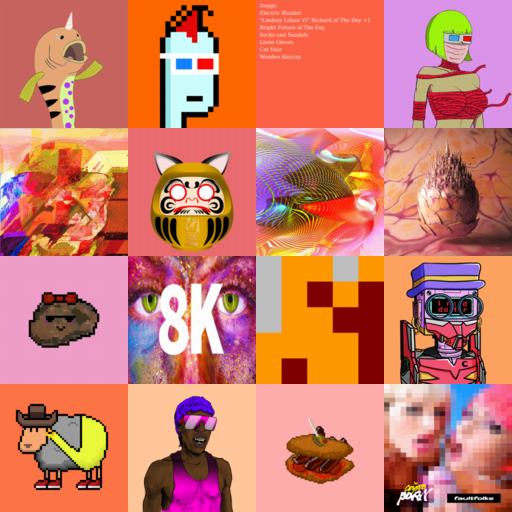 Doggo
Electric Blanket
"Lindsay Lohan VI" Richard of The Day ×1
Bright Future of The Day
Socks and Sandals
Linen Gloves
Cat Hair
Wooden Keycap
8K
PORN
faultfolks